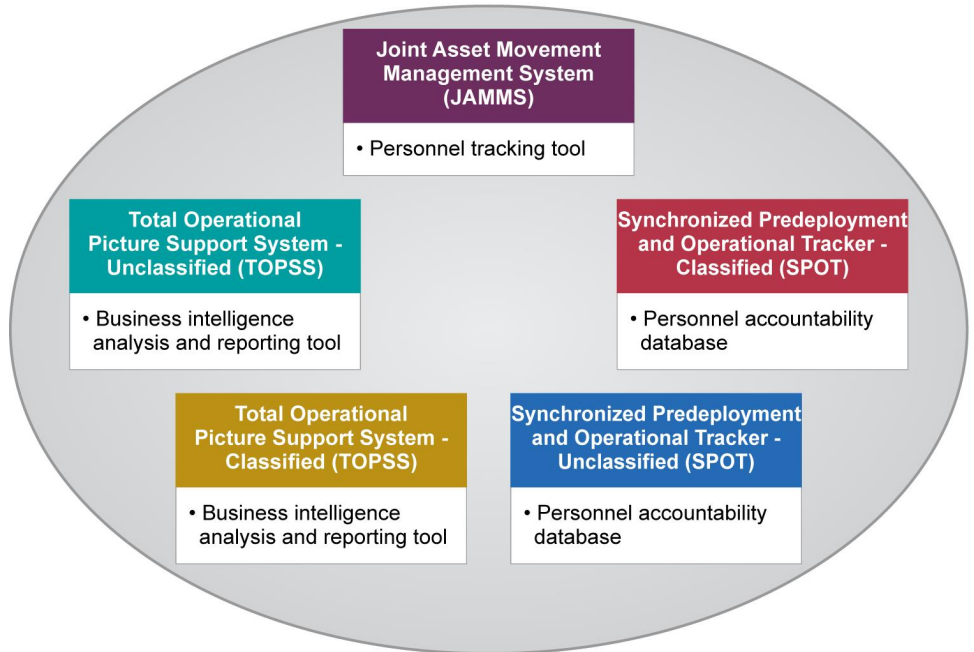 Joint Asset Movement
Management System
(JAMMS)
• Personnel tracking tool
Total Operational
Picture Support System -
Unclassified (TOPSS)
• Business intelligence
analysis and reporting tool
Synchronized Predeployment
and Operational Tracker -
Classified (SPOT)
• Personnel accountability
database
Total Operational
Picture Support System -
Classified (TOPSS)
• Business intelligence
analysis and reporting tool
Synchronized Predeployment
and Operational Tracker -
Unclassified (SPOT)
• Personnel accountability
database